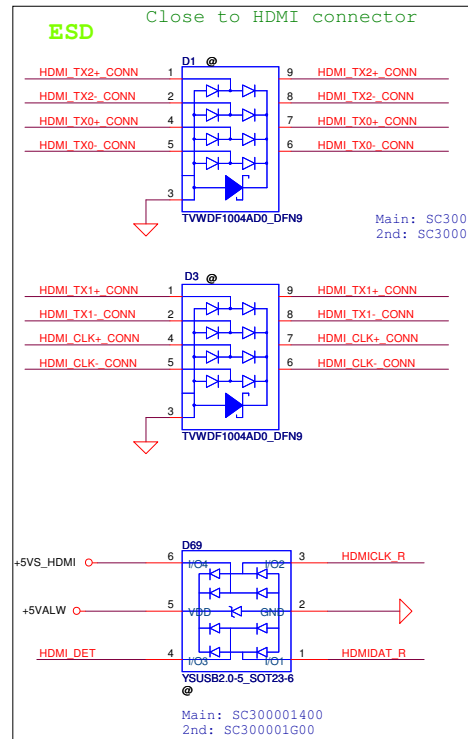 Close to HDMI connector
ESD
D1 @
HDMI_TX2+_CONN 1 9 HDMI_TX2+_CONN
HDMI_TX2-_CONN 2 8 HDMI_TX2-_CONN
HDMI_TX0+_CONN 4 7 HDMI_TX0+_CONN
HDMI_TX0-_CONN 5 6 HDMI_TX0-_CONN
3
TVWDF1004AD0_DFN9
Main: SC300
2nd: SC3000
D3 @
HDMI_TX1+_CONN 1 9 HDMI_TX1+_CONN
HDMI_TX1-_CONN 2 8 HDMI_TX1-_CONN
HDMI_CLK+_CONN 4 7 HDMI_CLK+_CONN
HDMI_CLK-_CONN 5 6 HDMI_CLK-_CONN
3
TVWDF1004AD0_DFN9
D69
+5VS_HDMI 6 I/O4 I/O2 3 HDMICLK_R
+5VALW 5 VDD GND 2
HDMI_DET 4 I/O3 I/O1 1 HDMIDAT_R
YSUSB2.0-5_SOT23-6
@
Main: SC300001400
2nd: SC300001G00